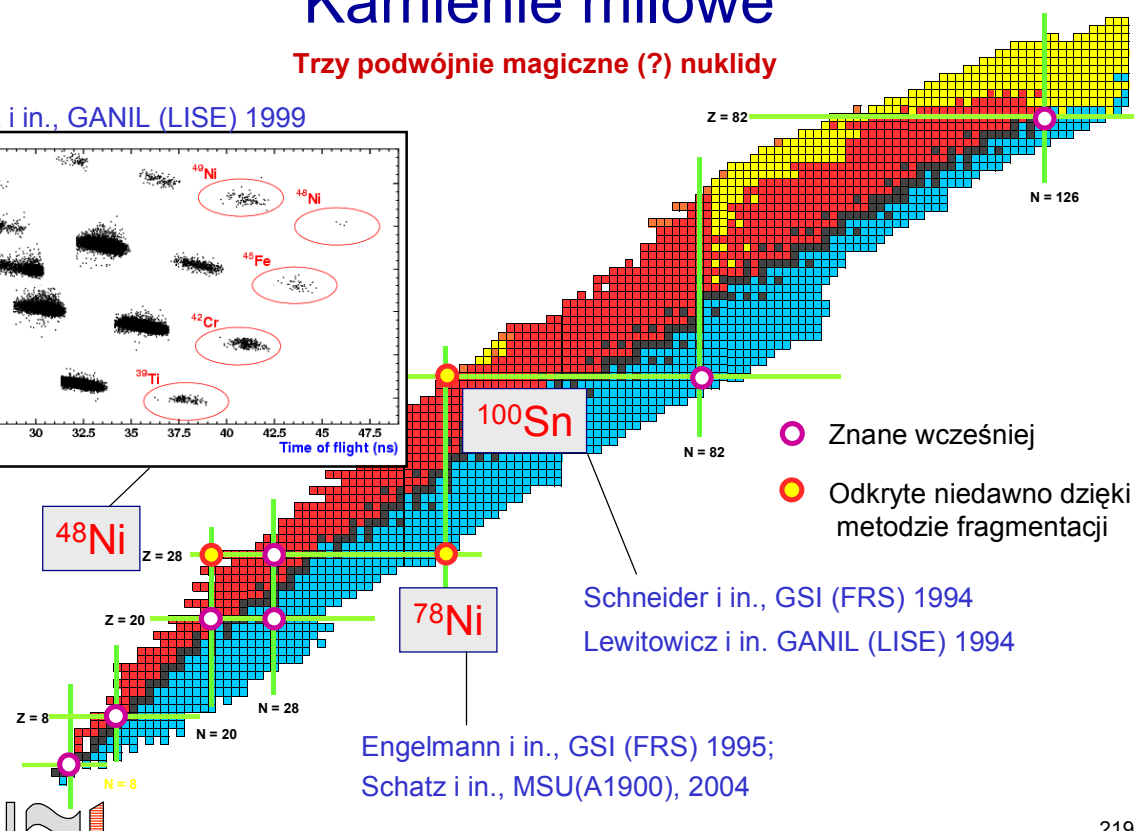 Kamienie milowe
Trzy podwójnie magiczne (?) nuklidy
i in., GANIL (LISE) 1999
49Ni
48Ni
45Fe
42Cr
39Ti
30 32.5 35 37.5 40 42.5 45 47.5
Time of flight (ns)
Z = 82
N = 126
100Sn
N = 82
Znane wcześniej
Odkryte niedawno dzięki
metodzie fragmentacji
48Ni
Z = 28
78Ni
Schneider i in., GSI (FRS) 1994
Lewitowicz i in. GANIL (LISE) 1994
Z = 20
N = 28
Z = 8
N = 20
N = 8
Engelmann i in., GSI (FRS) 1995;
Schatz i in., MSU(A1900), 2004
219